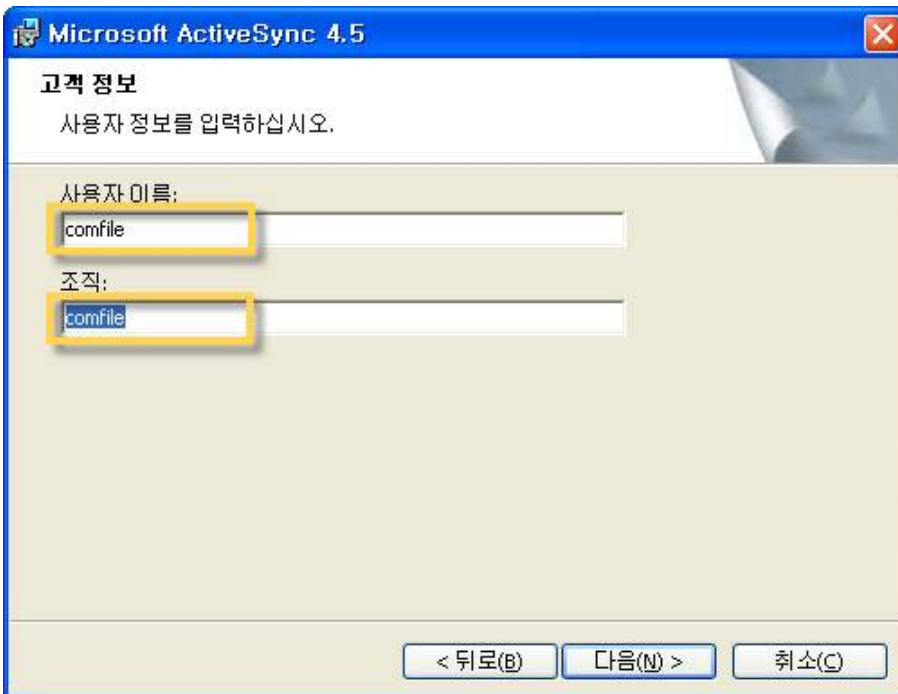 Microsoft ActiveSync 4.5
고객 정보
사용자 정보를 입력하십시오.
사용자 이름:
comfile
조직:
comfile
< 뒤로(B)
다음(N) >
취소(C)